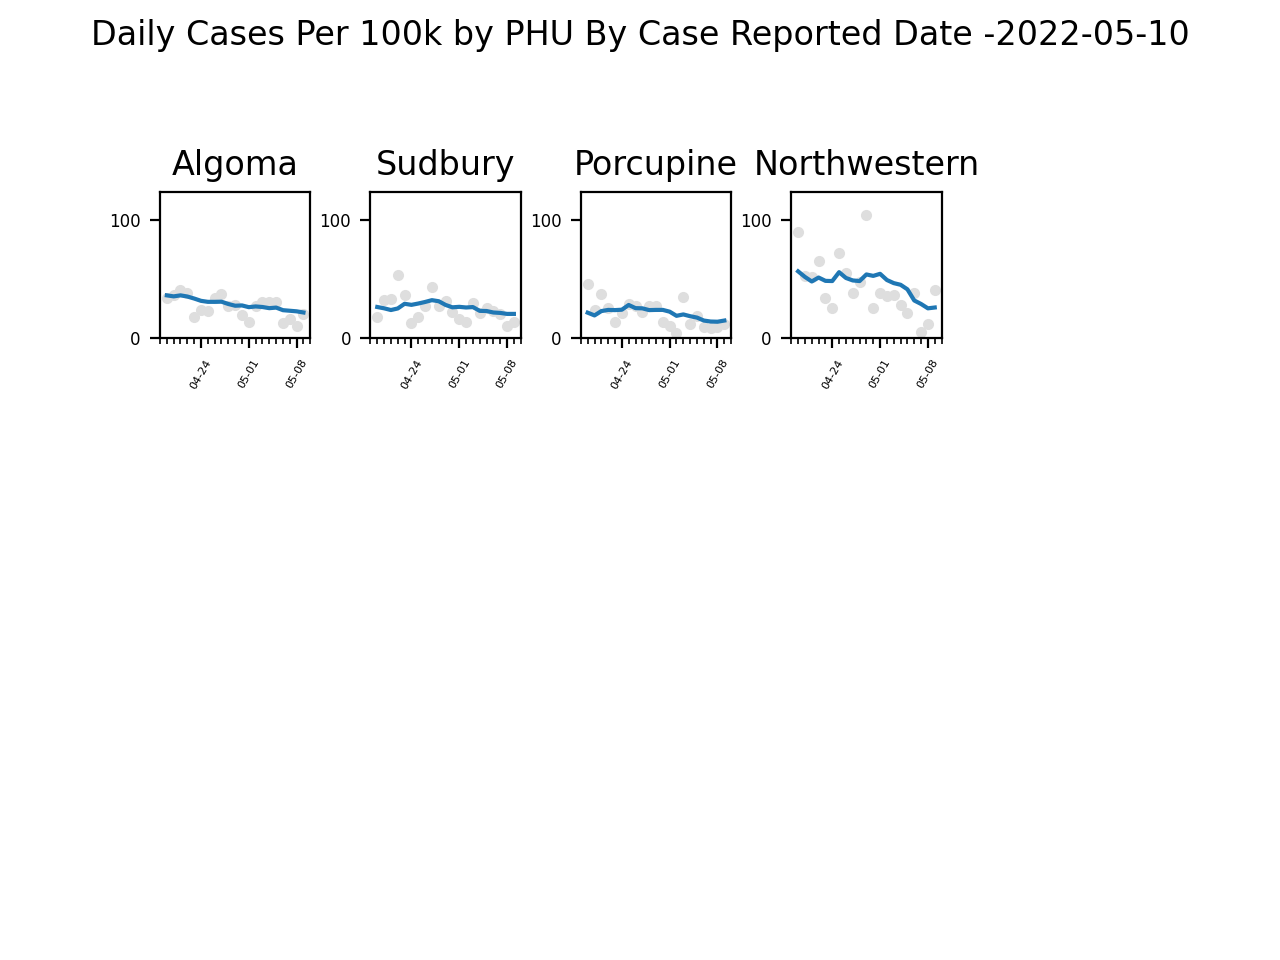 Daily Cases Per 100k by PHU By Case Reported Date -2022-05-10
Algoma Sudbury Porcupine Northwestern
100 100 100 100
0 0 0 0
04-24 05-01 05-08 04-24 05-01 05-08 04-24 05-01 05-08 04-24 05-01 05-08